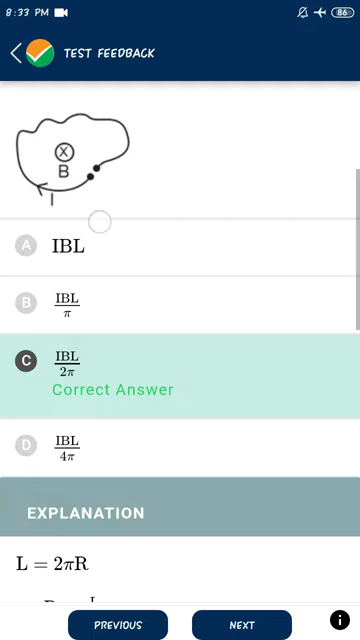 8:33 PM
86
TEST FEEDBACK
X
B
I
A IBL
B IBL/π
C IBL/2π
Correct Answer
D IBL/4π
EXPLANATION
L = 2πR
PREVIOUS
NEXT
i